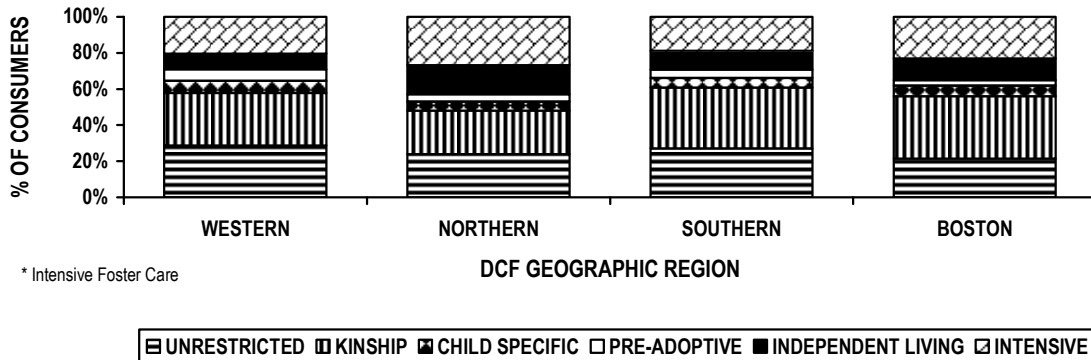 % OF CONSUMERS
100%
80%
60%
40%
20%
0%
WESTERN NORTHERN SOUTHERN BOSTON
* Intensive Foster Care
DCF GEOGRAPHIC REGION
UNRESTRICTED KINSHIP CHILD SPECIFIC PRE-ADOPTIVE INDEPENDENT LIVING INTENSIVE